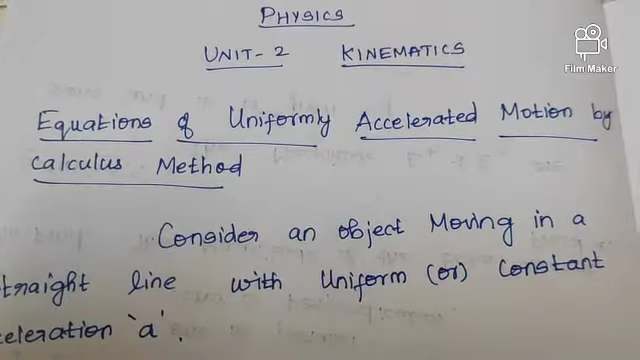 PHYSICS
UNIT-2 KINEMATICS
Film Maker
Equations of Uniformly Accelerated Motion by
calculus Method
Consider an object Moving in a
traight line with Uniform (or) constant
celeration 'a'.